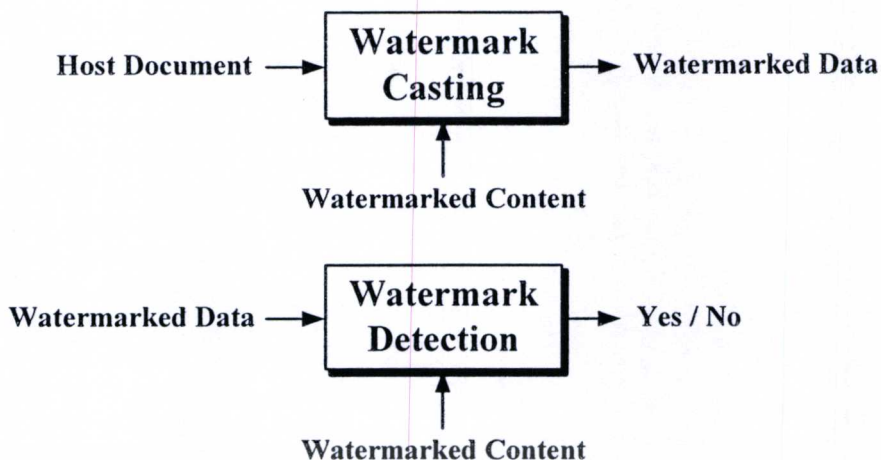 Watermark
Host Document
Watermarked Data
Casting
Watermarked Content
Watermark
Watermarked Data
Yes / No
Detection
Watermarked Content